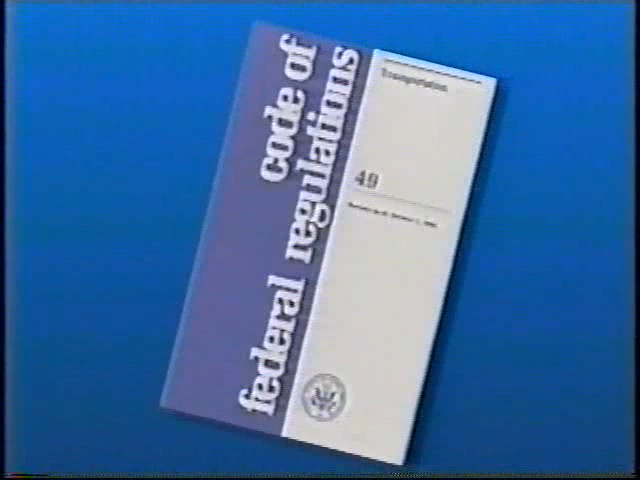 code of
federal regulations
Transportation
49